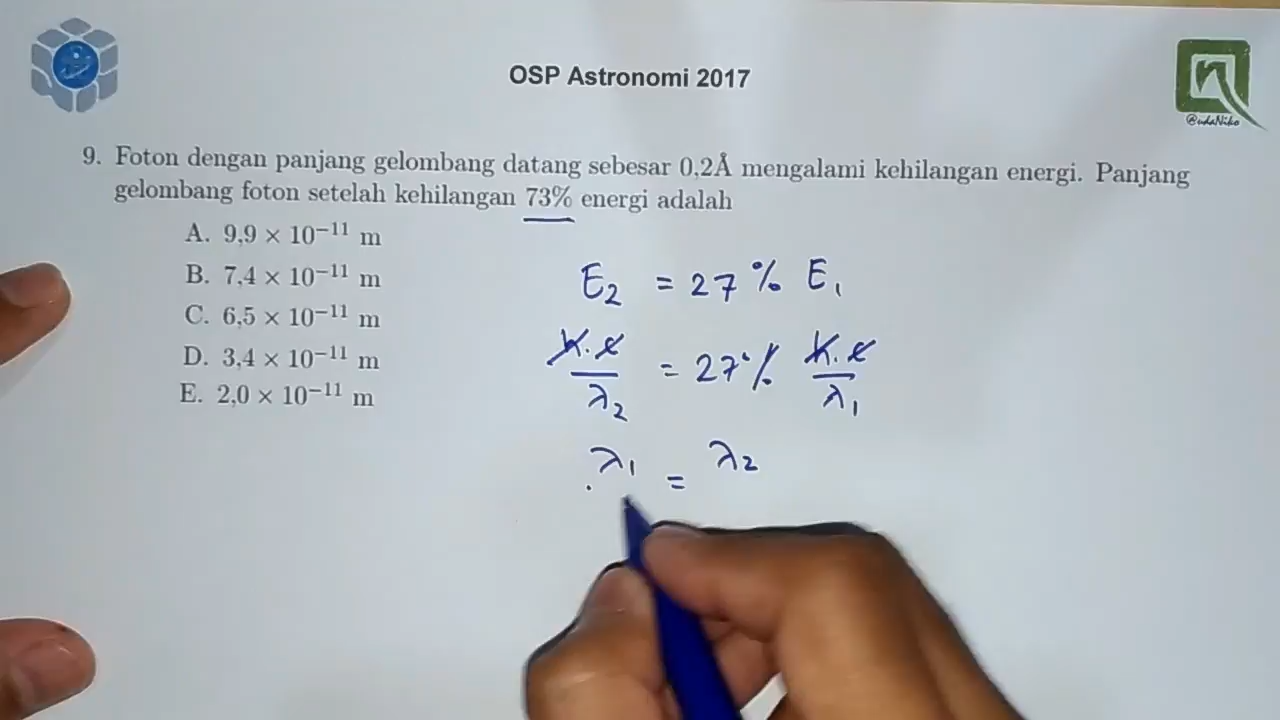 OSP Astronomi 2017
@udaNiko
9. Foton dengan panjang gelombang datang sebesar 0,2Å mengalami kehilangan energi. Panjang
gelombang foton setelah kehilangan 73% energi adalah
A. 9,9 × 10⁻¹¹ m
B. 7,4 × 10⁻¹¹ m
C. 6,5 × 10⁻¹¹ m
D. 3,4 × 10⁻¹¹ m
E. 2,0 × 10⁻¹¹ m
E₂ = 27 % E₁
h.c / λ₂ = 27 % h.c / λ₁
λ₁ = λ₂